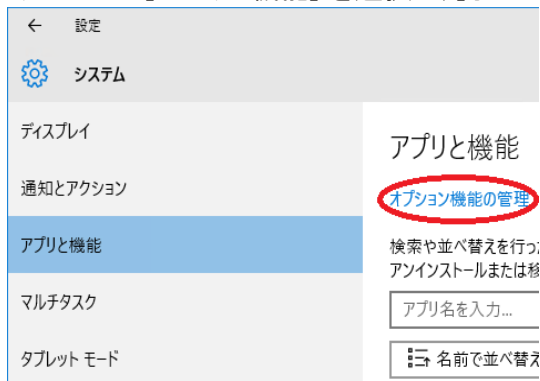 ← 設定
システム
ディスプレイ
通知とアクション
アプリと機能
マルチタスク
タブレット モード
アプリと機能
オプション機能の管理
検索や並べ替えを行っ
アンインストールまたは移
アプリ名を入力...
名前で並べ替え